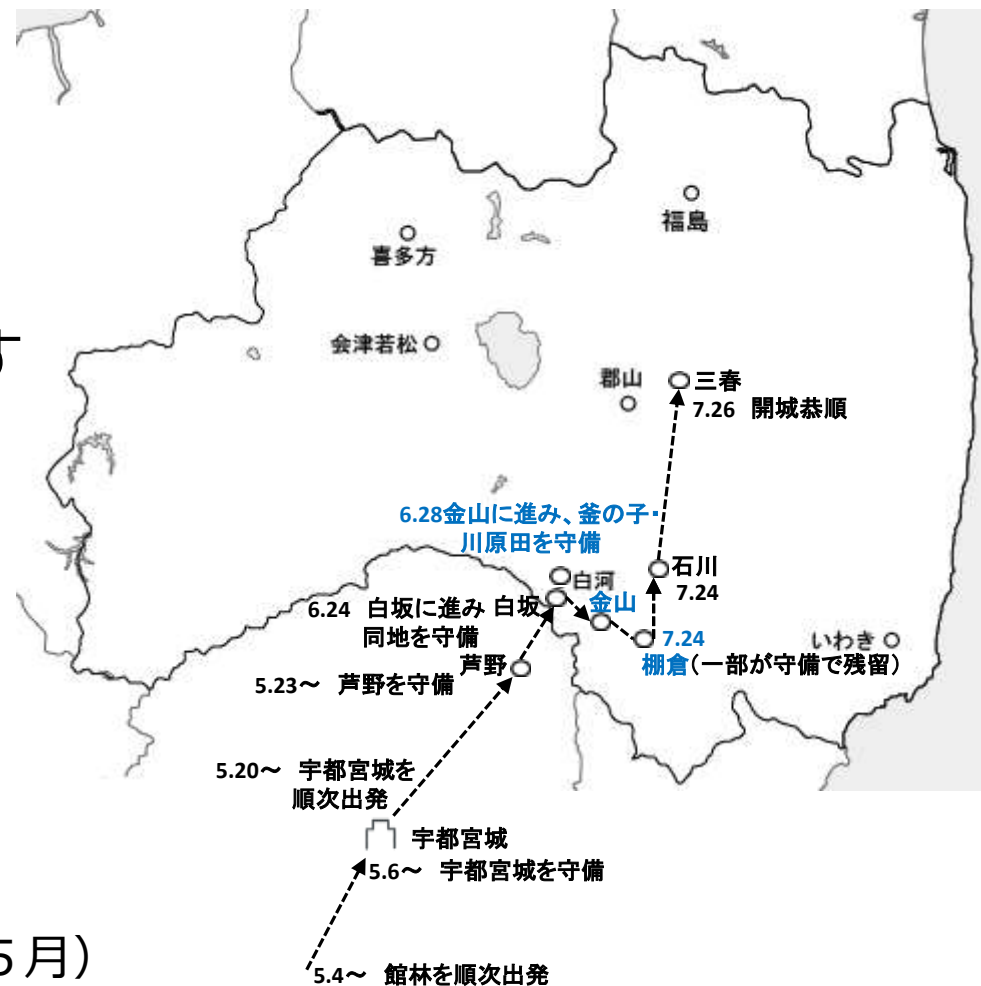 福島
喜多方
す
会津若松
郡山
三春
7.26 開城恭順
6.28金山に進み、釜の子・
川原田を守備
白河
石川
7.24
金山
6.24 白坂に進み
同地を守備
白坂
7.24
棚倉(一部が守備で残留)
いわき
芦野
5.23~ 芦野を守備
5.20~ 宇都宮城を
順次出発
宇都宮城
5.6~ 宇都宮城を守備
5月)
5.4~ 館林を順次出発